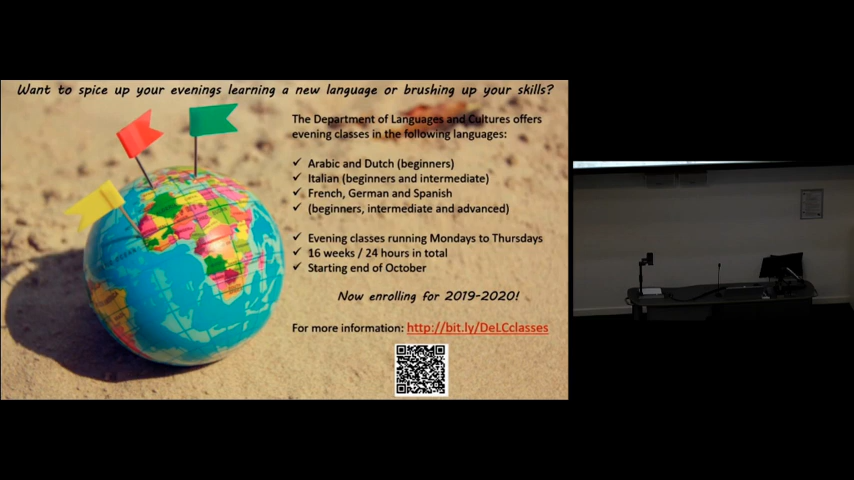 Want to spice up your evenings learning a new language or brushing up your skills?
The Department of Languages and Cultures offers
evening classes in the following languages:
✓ Arabic and Dutch (beginners)
✓ Italian (beginners and intermediate)
✓ French, German and Spanish
✓ (beginners, intermediate and advanced)
✓ Evening classes running Mondays to Thursdays
✓ 16 weeks / 24 hours in total
✓ Starting end of October
Now enrolling for 2019-2020!
For more information: http://bit.ly/DeLCclasses